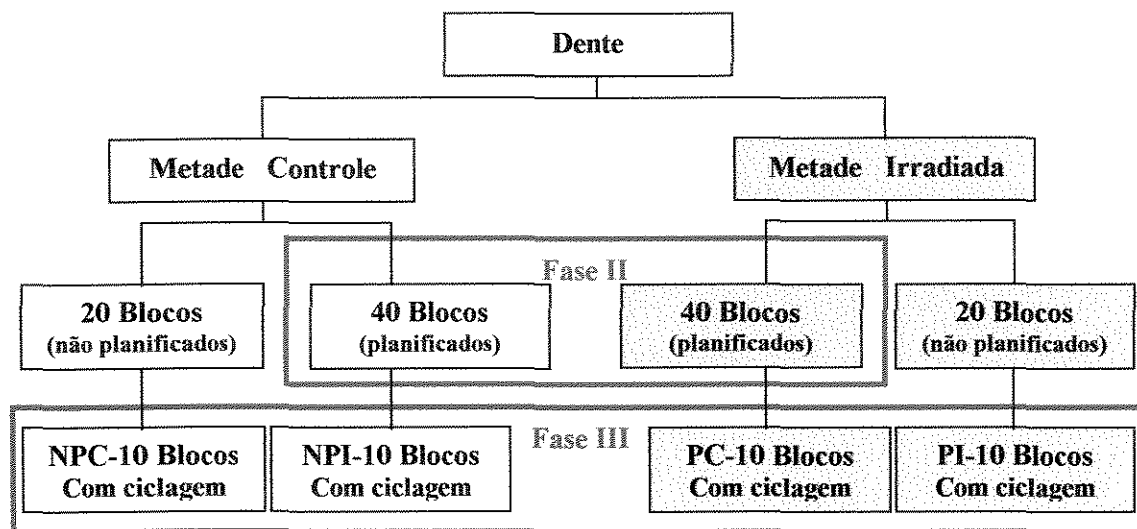 Dente
Metade Controle
Metade Irradiada
Fase II
20 Blocos
(não planificados)
40 Blocos
(planificados)
40 Blocos
(planificados)
20 Blocos
(não planificados)
Fase III
NPC-10 Blocos
Com ciclagem
NPI-10 Blocos
Com ciclagem
PC-10 Blocos
Com ciclagem
PI-10 Blocos
Com ciclagem